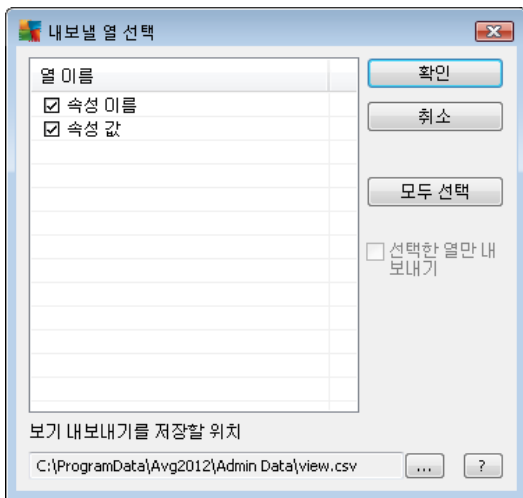 내보낼 열 선택
열 이름
속성 이름
속성 값
확인
취소
모두 선택
선택한 열만 내
보내기
보기 내보내기를 저장할 위치
C:\ProgramData\Avg2012\Admin Data\view.csv
...
?